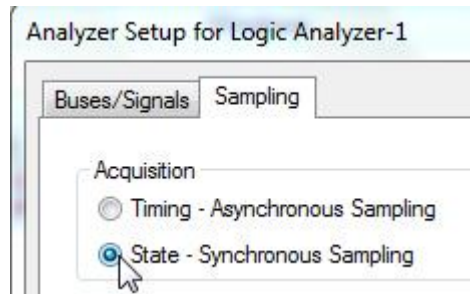 Analyzer Setup for Logic Analyzer-1
Buses/Signals Sampling
Acquisition
Timing - Asynchronous Sampling
State - Synchronous Sampling